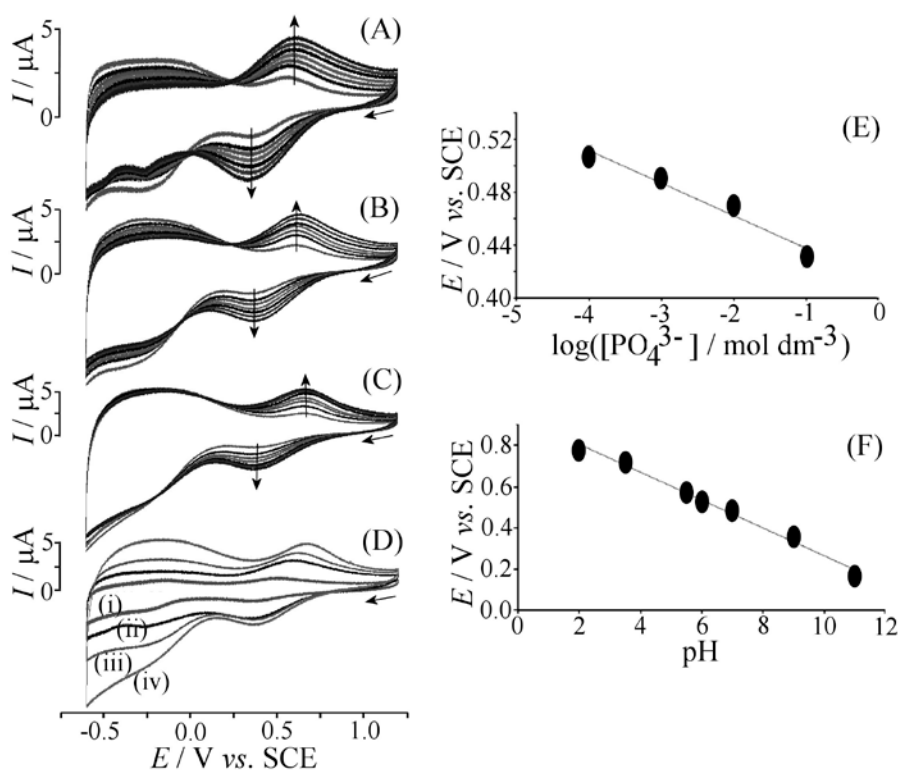 (A)
I / μA
5
0
(B)
I / μA
5
0
(C)
I / μA
5
0
(D)
I / μA
5
0
(i)
(ii)
(iii)
(iv)
-0.5 0.0 0.5 1.0
E / V vs. SCE
(E)
E / V vs. SCE
0.52
0.48
0.44
0.40
-5 -4 -3 -2 -1 0
log([PO₄³⁻] / mol dm⁻³)
(F)
E / V vs. SCE
0.8
0.6
0.4
0.2
0.0
0 2 4 6 8 10 12
pH